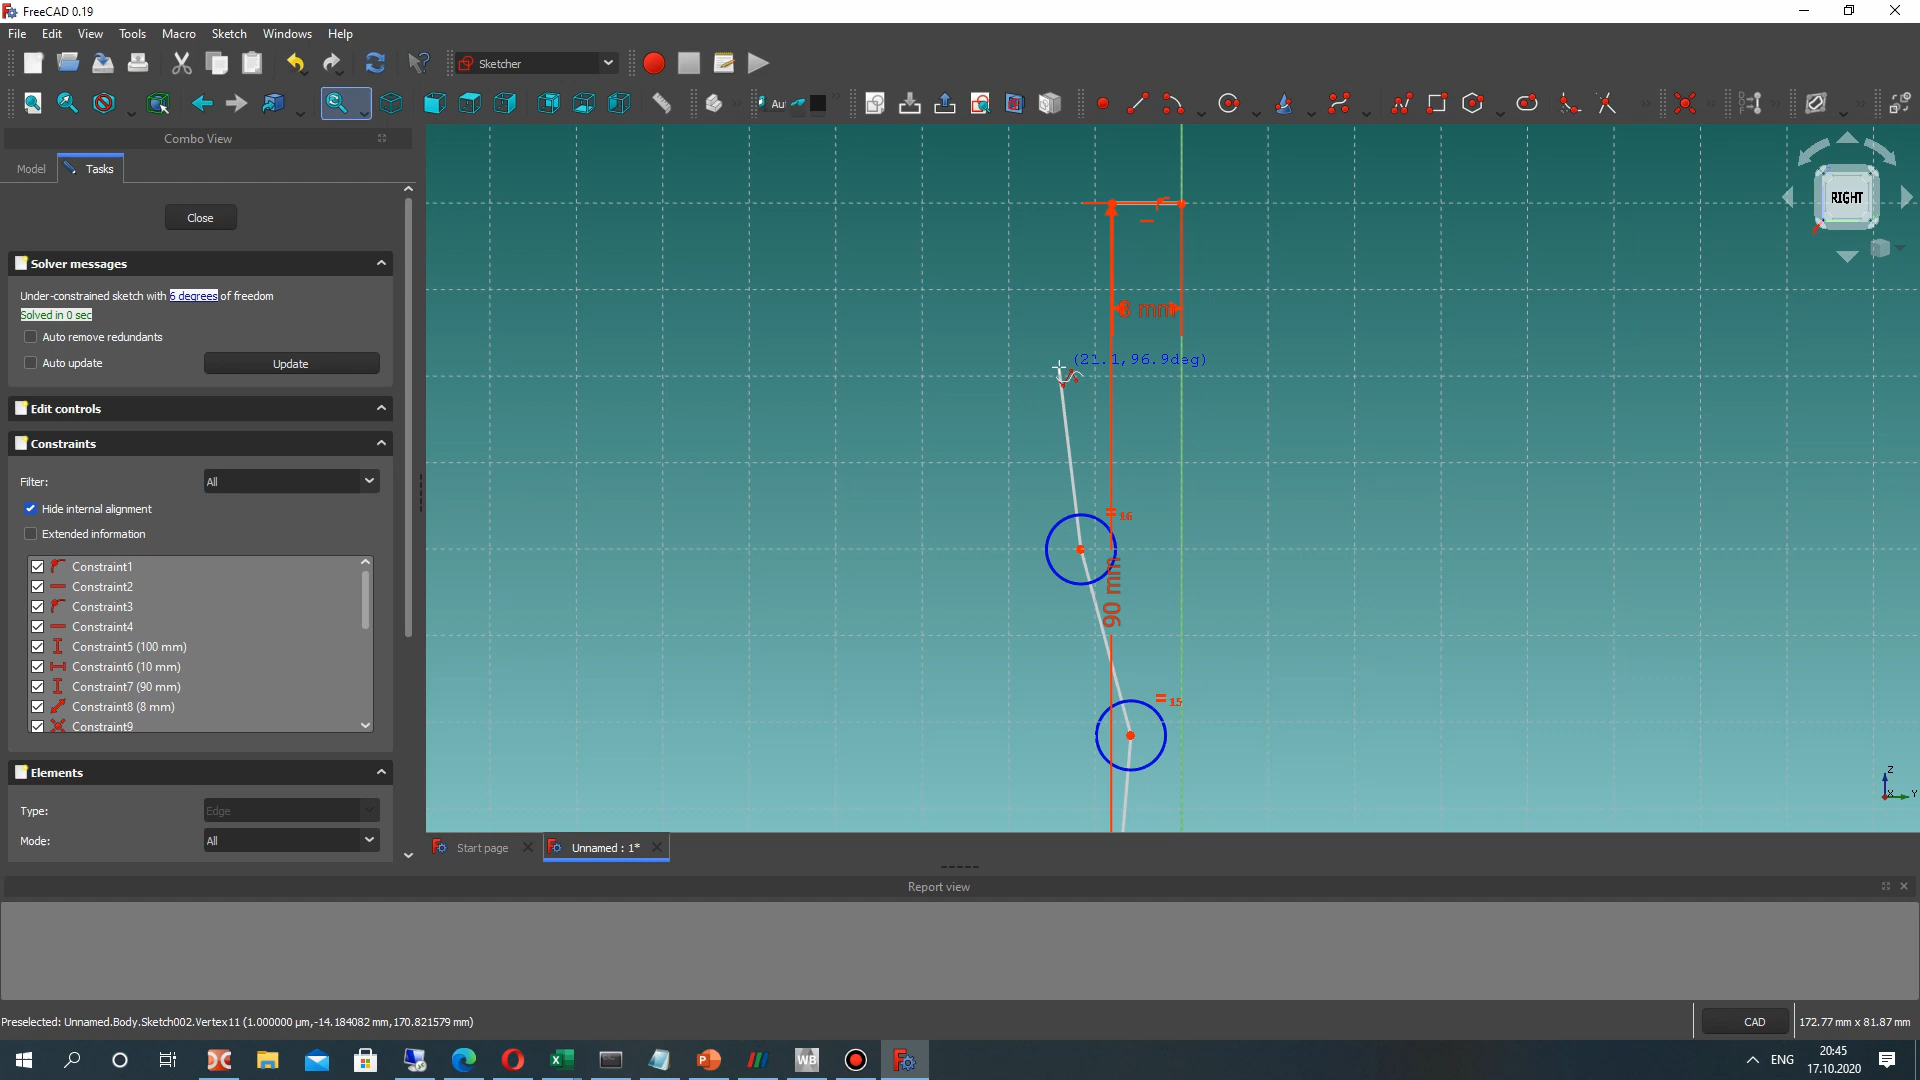 FreeCAD 0.19
File Edit View Tools Macro Sketch Windows Help
Sketcher
Combo View
Model Tasks
Close
Solver messages
Under-constrained sketch with 6 degrees of freedom
Solved in 0 sec
Auto remove redundants
Auto update Update
Edit controls
Constraints
Filter: All
Hide internal alignment
Extended information
Constraint1
Constraint2
Constraint3
Constraint4
Constraint5 (100 mm)
Constraint6 (10 mm)
Constraint7 (90 mm)
Constraint8 (8 mm)
Constraint9
Elements
Type: Edge
Mode: All
8 mm
(21.1,96.9deg)
16
90 mm
15
RIGHT
Z
X Y
Start page Unnamed : 1*
Report view
Preselected: Unnamed.Body.Sketch002.Vertex11 (1.000000 µm,-14.184082 mm,170.821579 mm)
CAD 172.77 mm x 81.87 mm
ENG 20:45
17.10.2020